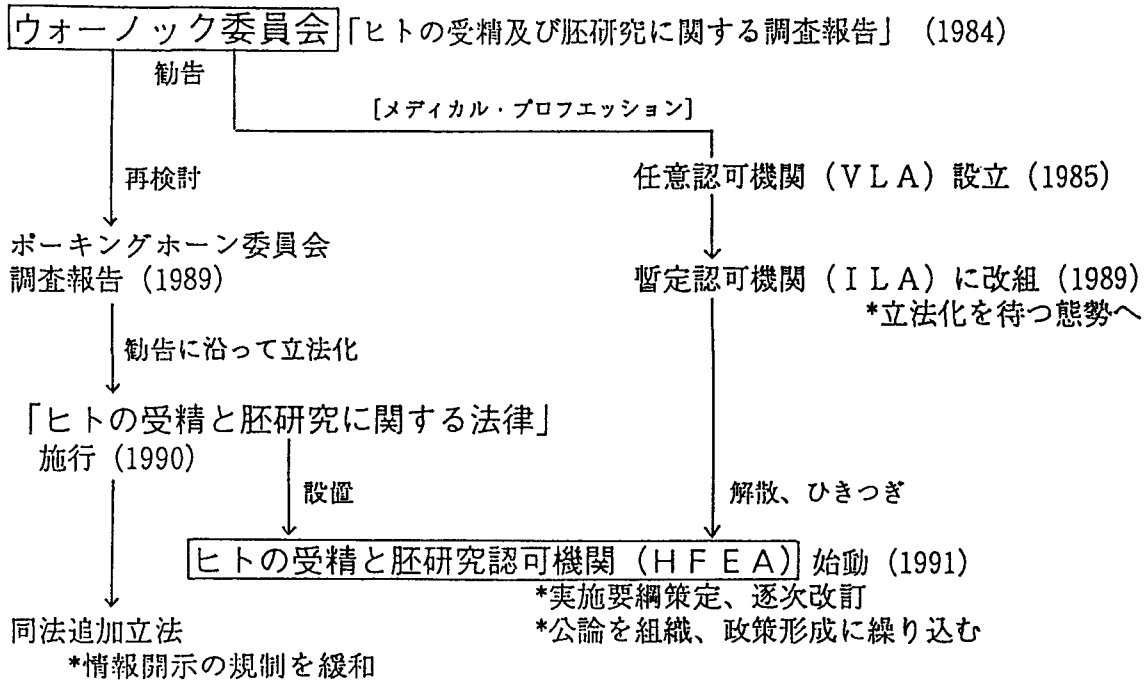 ウォーノック委員会「ヒトの受精及び胚研究に関する調査報告」(1984)
勧告
[メディカル・プロフエッション]
再検討
任意認可機関（ＶＬＡ）設立（1985）
ポーキングホーン委員会
調査報告（1989）
暫定認可機関（ＩＬＡ）に改組（1989）
*立法化を待つ態勢へ
勧告に沿って立法化
「ヒトの受精と胚研究に関する法律」
施行（1990）
設置
解散、ひきつぎ
ヒトの受精と胚研究認可機関（ＨＦＥＡ）始動（1991）
*実施要綱策定、逐次改訂
*公論を組織、政策形成に繰り込む
同法追加立法
*情報開示の規制を緩和